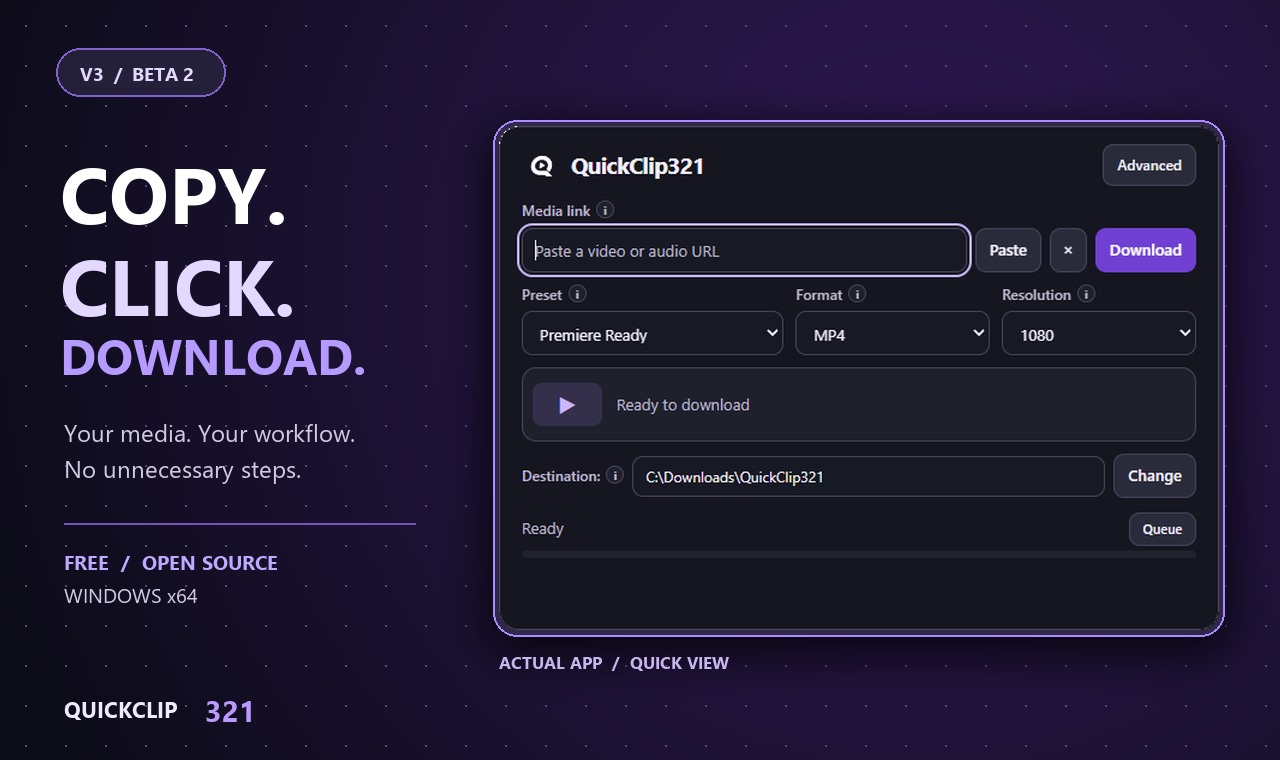 V3 / BETA 2
COPY.
CLICK.
DOWNLOAD.
Your media. Your workflow.
No unnecessary steps.
FREE / OPEN SOURCE
WINDOWS x64
QUICKCLIP 321
QuickClip321
Advanced
Media link i
Paste a video or audio URL
Paste
×
Download
Preset i
Format i
Resolution i
Premiere Ready
MP4
1080
Ready to download
Destination: i
C:\Downloads\QuickClip321
Change
Ready
Queue
ACTUAL APP / QUICK VIEW